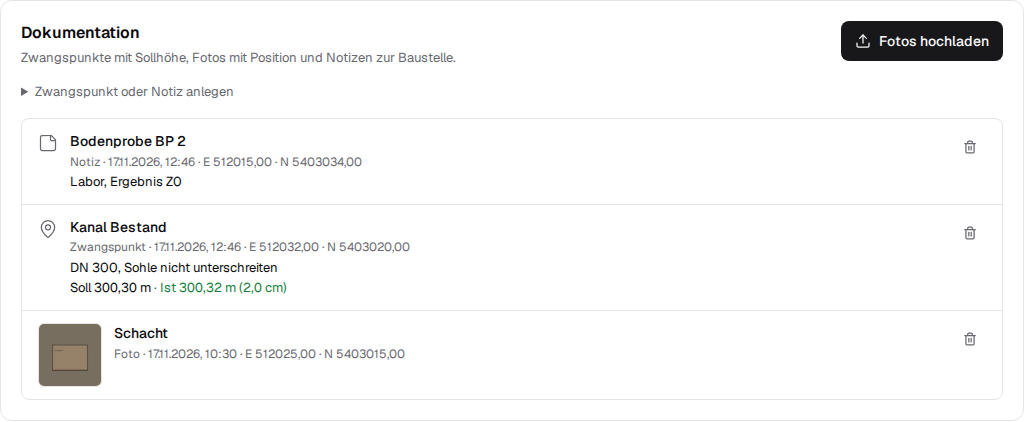 Dokumentation
Zwangspunkte mit Sollhöhe, Fotos mit Position und Notizen zur Baustelle.
Fotos hochladen
Zwangspunkt oder Notiz anlegen
Bodenprobe BP 2
Notiz · 17.11.2026, 12:46 · E 512015,00 · N 5403034,00
Labor, Ergebnis Z0
Kanal Bestand
Zwangspunkt · 17.11.2026, 12:46 · E 512032,00 · N 5403020,00
DN 300, Sohle nicht unterschreiten
Soll 300,30 m · Ist 300,32 m (2,0 cm)
Schacht
Foto · 17.11.2026, 10:30 · E 512025,00 · N 5403015,00